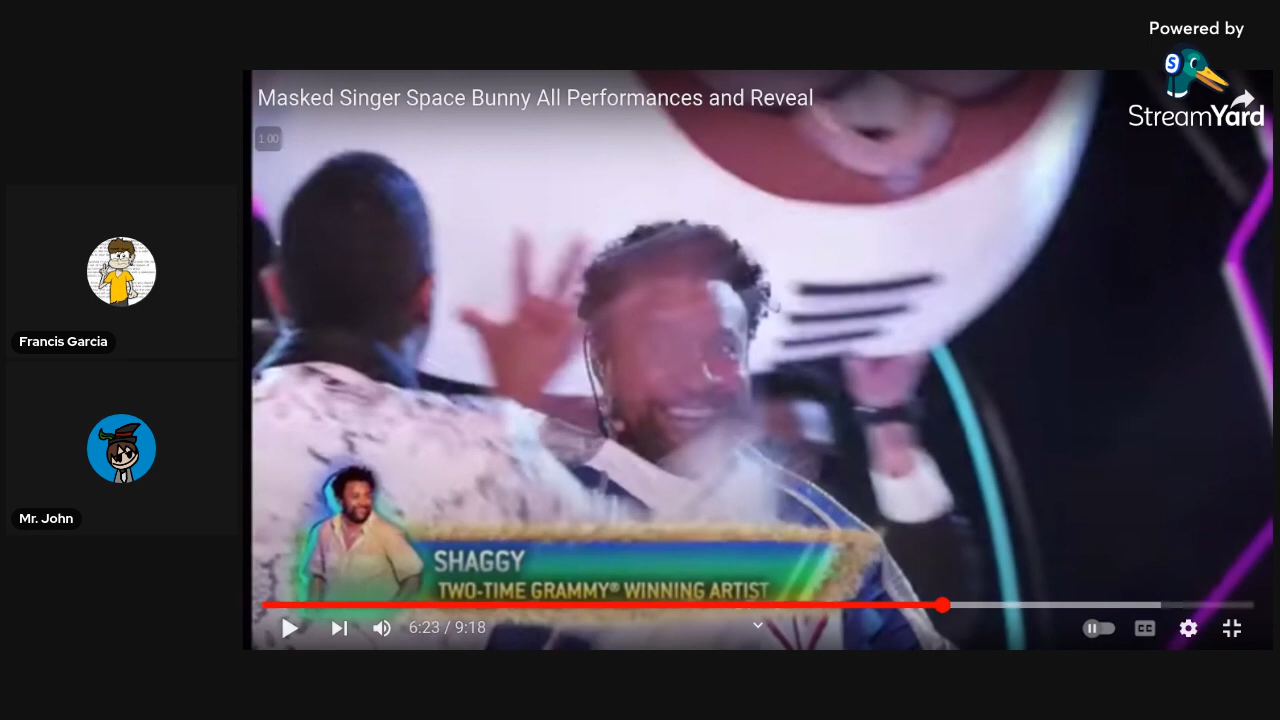 Powered by
StreamYard
Masked Singer Space Bunny All Performances and Reveal
1.00
Francis Garcia
Mr. John
SHAGGY
TWO-TIME GRAMMY® WINNING ARTIST
6:23 / 9:18
CC